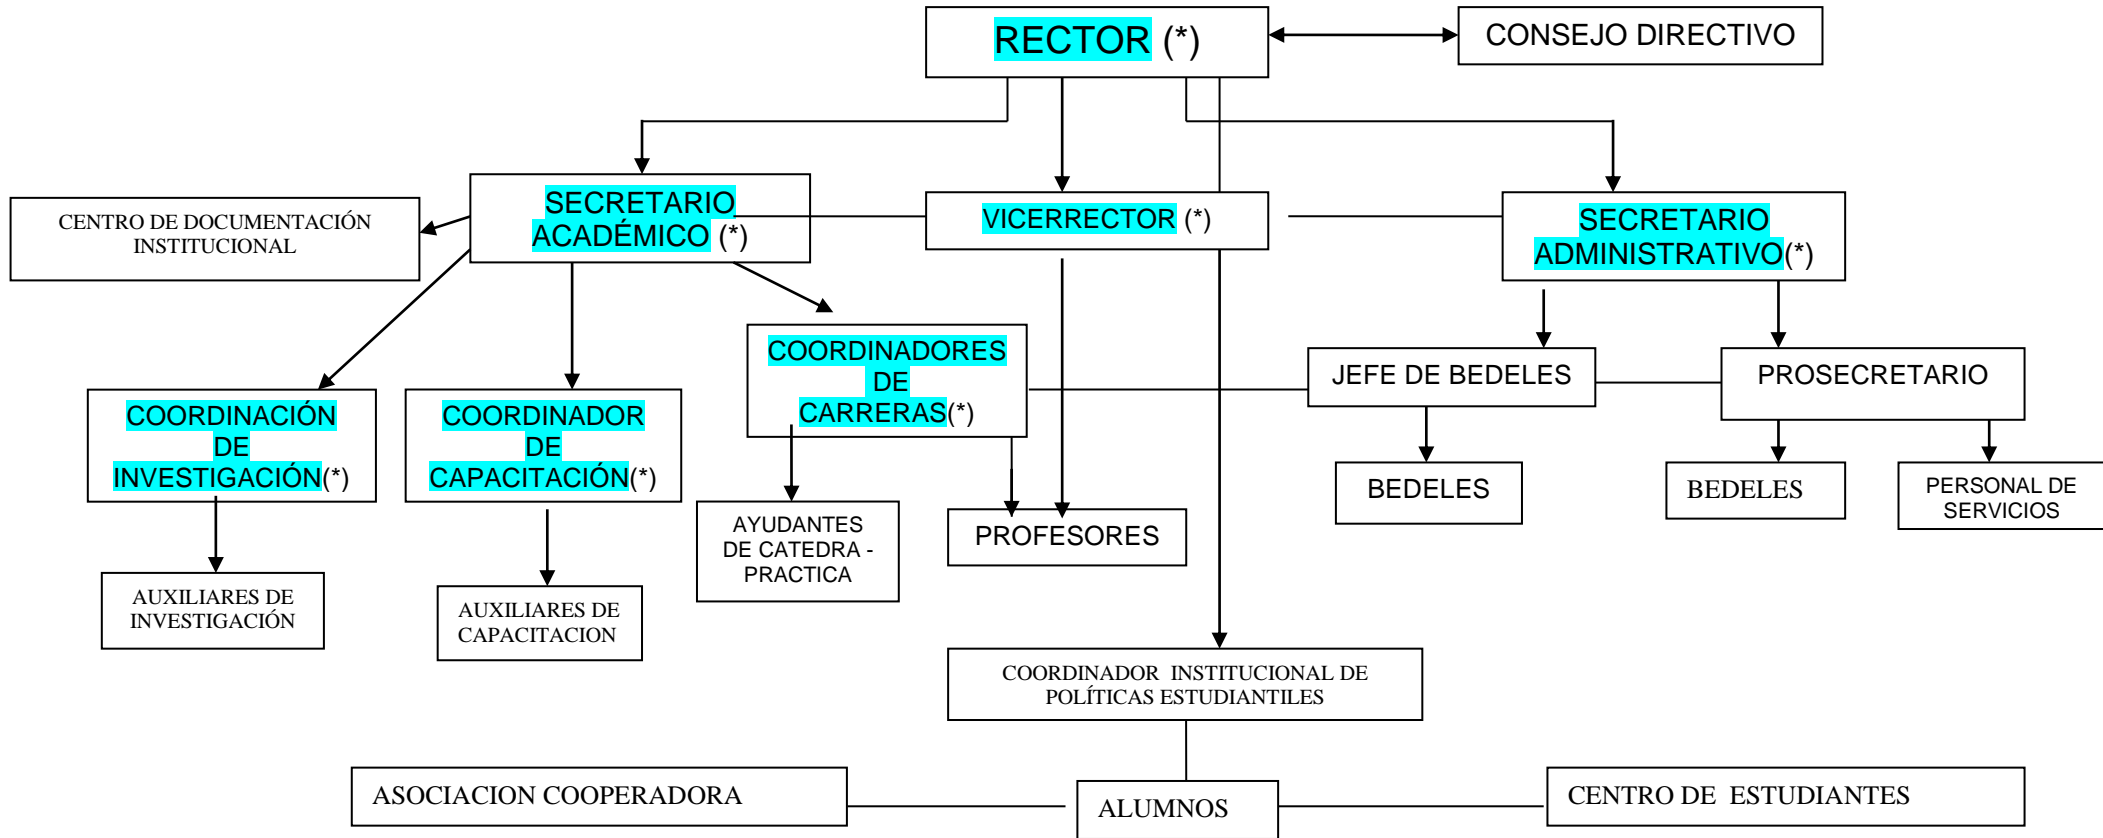 RECTOR (*)
CONSEJO DIRECTIVO
CENTRO DE DOCUMENTACIÓN
INSTITUCIONAL
SECRETARIO
ACADÉMICO (*)
VICERRECTOR (*)
SECRETARIO
ADMINISTRATIVO(*)
COORDINACIÓN
DE
INVESTIGACIÓN(*)
COORDINADOR
DE
CAPACITACIÓN(*)
COORDINADORES
DE
CARRERAS(*)
JEFE DE BEDELES
PROSECRETARIO
AUXILIARES DE
INVESTIGACIÓN
AUXILIARES DE
CAPACITACION
AYUDANTES
DE CATEDRA -
PRACTICA
PROFESORES
BEDELES
BEDELES
PERSONAL DE
SERVICIOS
COORDINADOR  INSTITUCIONAL DE
POLÍTICAS ESTUDIANTILES
ASOCIACION COOPERADORA
ALUMNOS
CENTRO DE  ESTUDIANTES